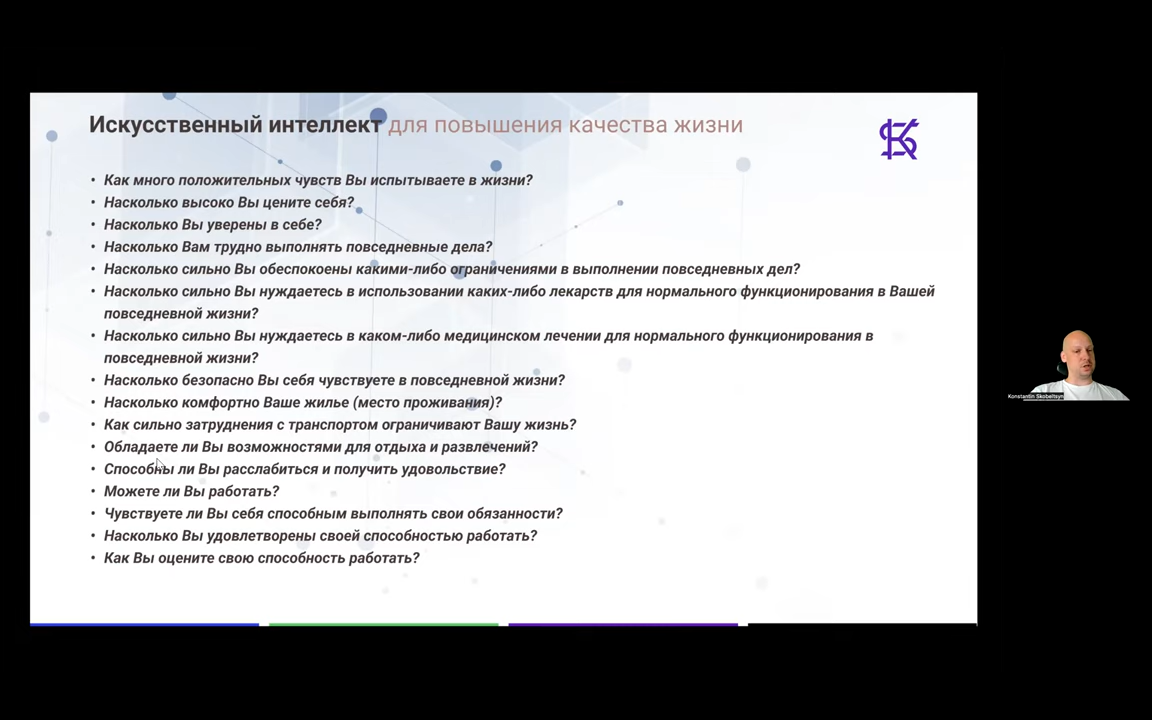 Искусственный интеллект для повышения качества жизни
• Как много положительных чувств Вы испытываете в жизни?
• Насколько высоко Вы цените себя?
• Насколько Вы уверены в себе?
• Насколько Вам трудно выполнять повседневные дела?
• Насколько сильно Вы обеспокоены какими-либо ограничениями в выполнении повседневных дел?
• Насколько сильно Вы нуждаетесь в использовании каких-либо лекарств для нормального функционирования в Вашей
повседневной жизни?
• Насколько сильно Вы нуждаетесь в каком-либо медицинском лечении для нормального функционирования в
повседневной жизни?
• Насколько безопасно Вы себя чувствуете в повседневной жизни?
• Насколько комфортно Ваше жилье (место проживания)?
• Как сильно затруднения с транспортом ограничивают Вашу жизнь?
• Обладаете ли Вы возможностями для отдыха и развлечений?
• Способны ли Вы расслабиться и получить удовольствие?
• Можете ли Вы работать?
• Чувствуете ли Вы себя способным выполнять свои обязанности?
• Насколько Вы удовлетворены своей способностью работать?
• Как Вы оцените свою способность работать?
Konstantin Skobeltsyn